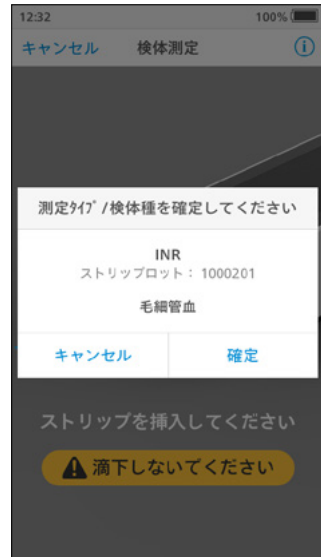 12:32 100%
キャンセル 検体測定
測定ﾀｲﾌﾟ/検体種を確定してください
INR
ストリップロット： 1000201
毛細管血
キャンセル 確定
ストリップを挿入してください
滴下しないでください